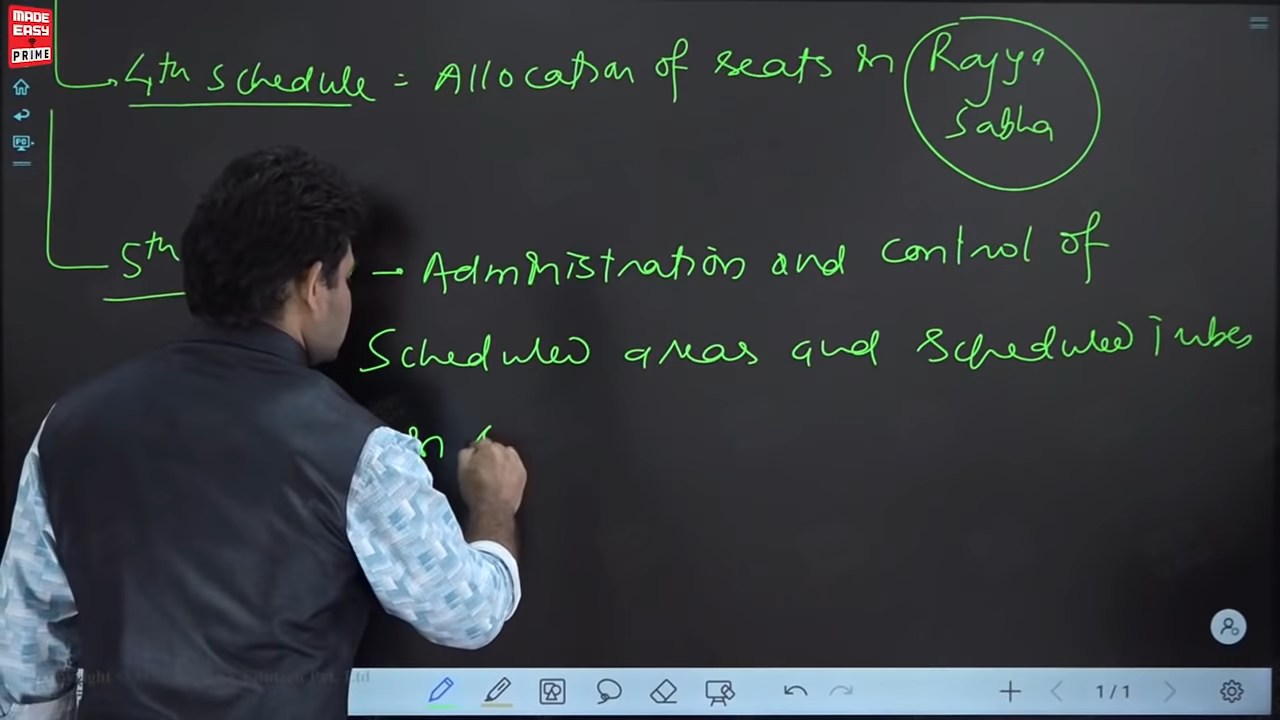 MADE
EASY
PRIME
4th Schedule = Allocation of seats in Rajya
Sabha
5th → Administration and control of
Scheduled areas and Scheduled Tribes
in
1/1